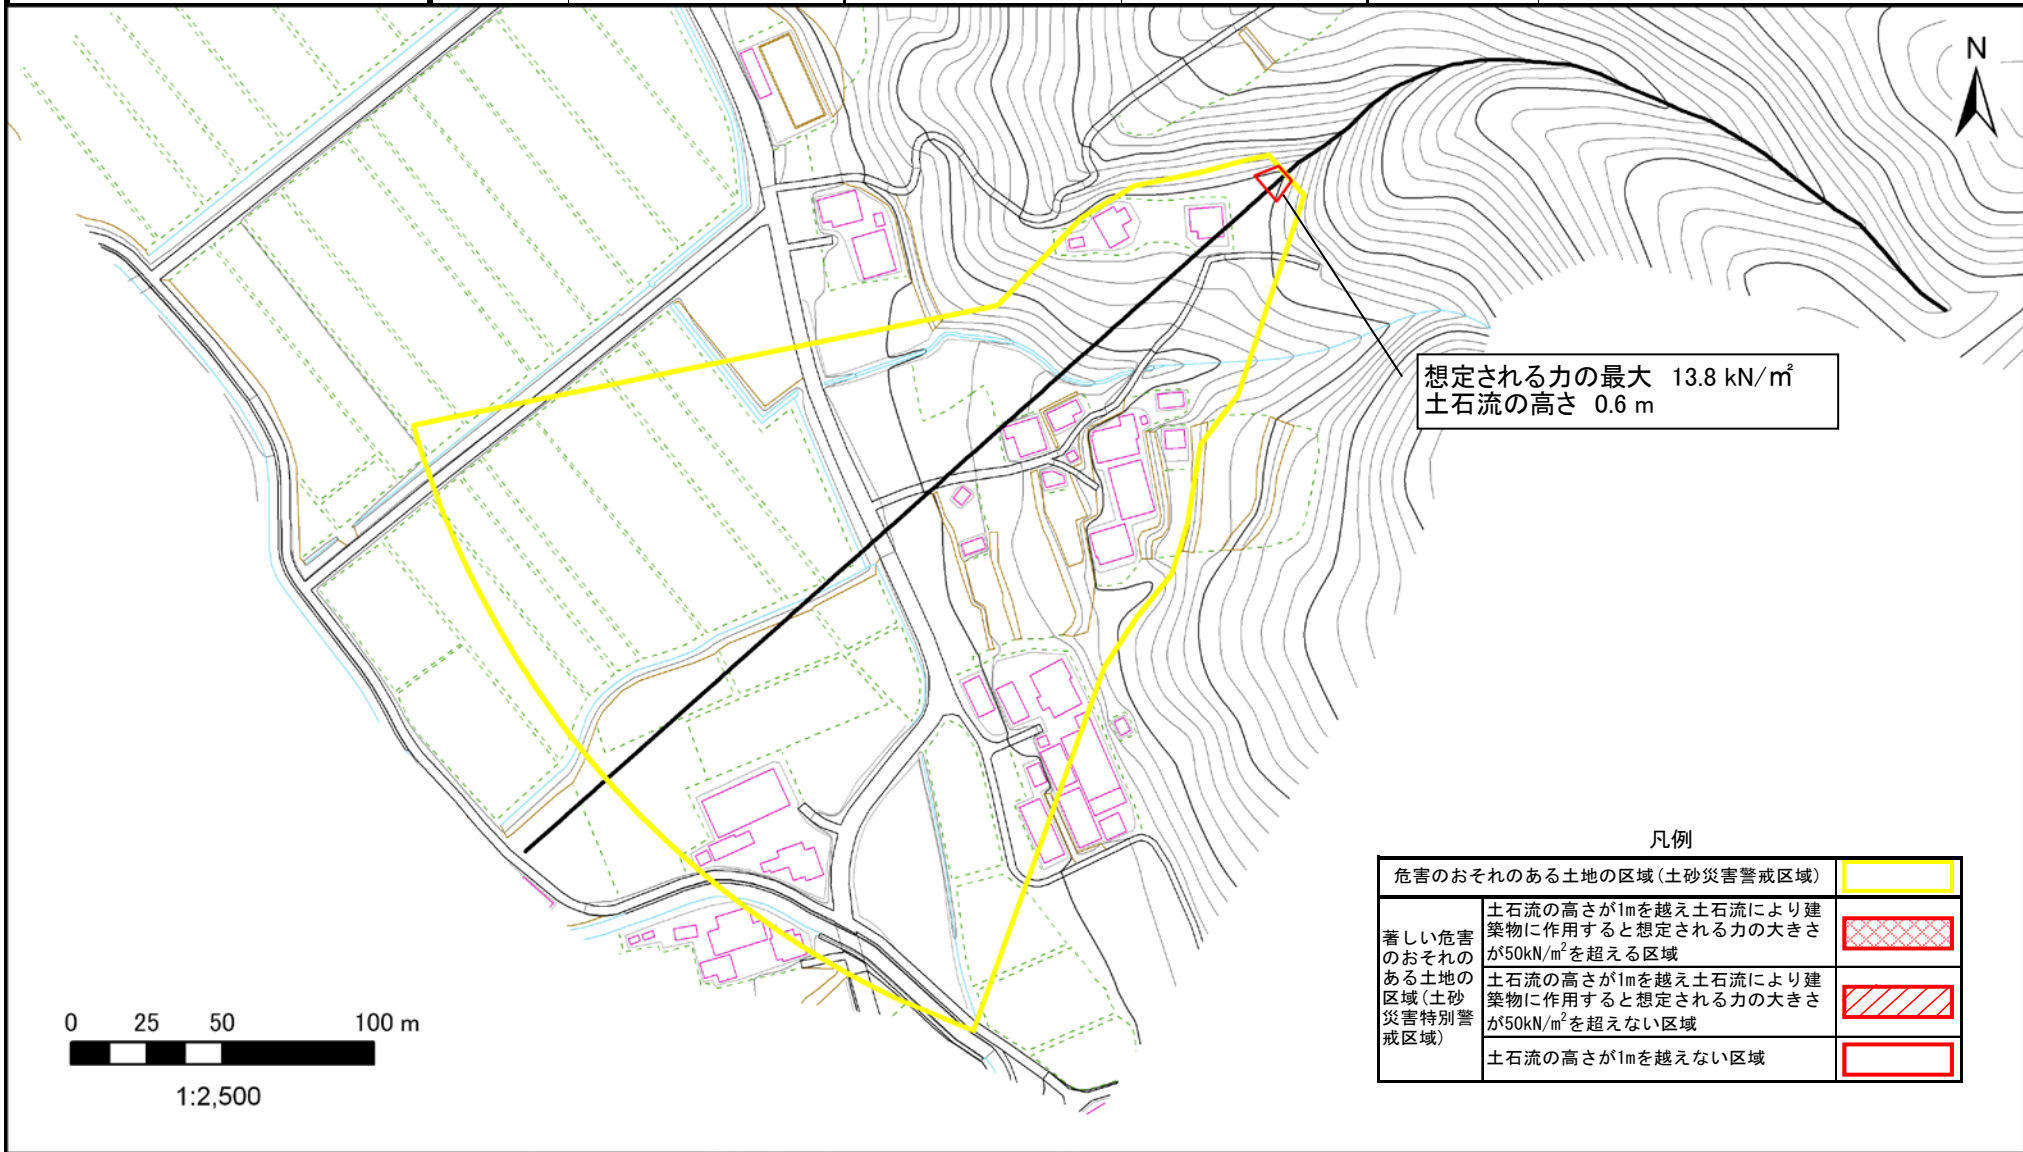 N
想定される力の最大 13.8 kN/㎡
土石流の高さ 0.6 m
凡例
危害のおそれのある土地の区域(土砂災害警戒区域)
著しい危害
のおそれの
ある土地の
区域(土砂
災害特別警
戒区域)
土石流の高さが1mを越え土石流により建
築物に作用すると想定される力の大きさ
が50kN/m²を超える区域
土石流の高さが1mを越え土石流により建
築物に作用すると想定される力の大きさ
が50kN/m²を超えない区域
土石流の高さが1mを越えない区域
0 25 50 100 m
1:2,500